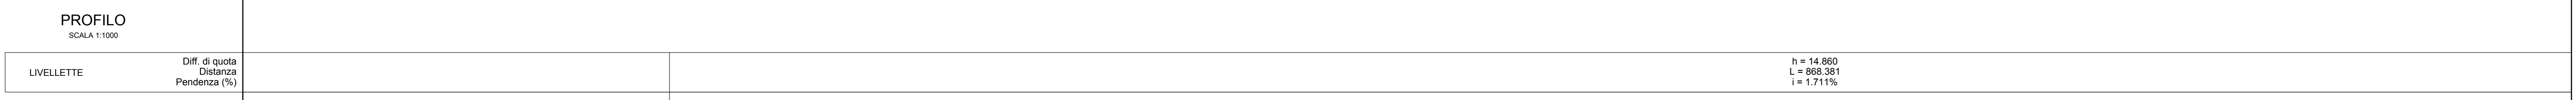 PROFILO
SCALA 1:1000
LIVELLETTE
Diff. di quota
Distanza
Pendenza (%)
h = 14.860
L = 868.381
i = 1.711%